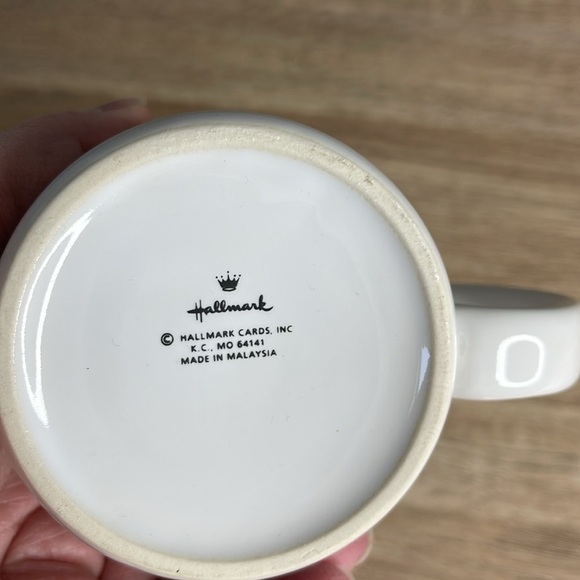 Hallmark
© HALLMARK CARDS, INC
K.C., MO 64141
MADE IN MALAYSIA